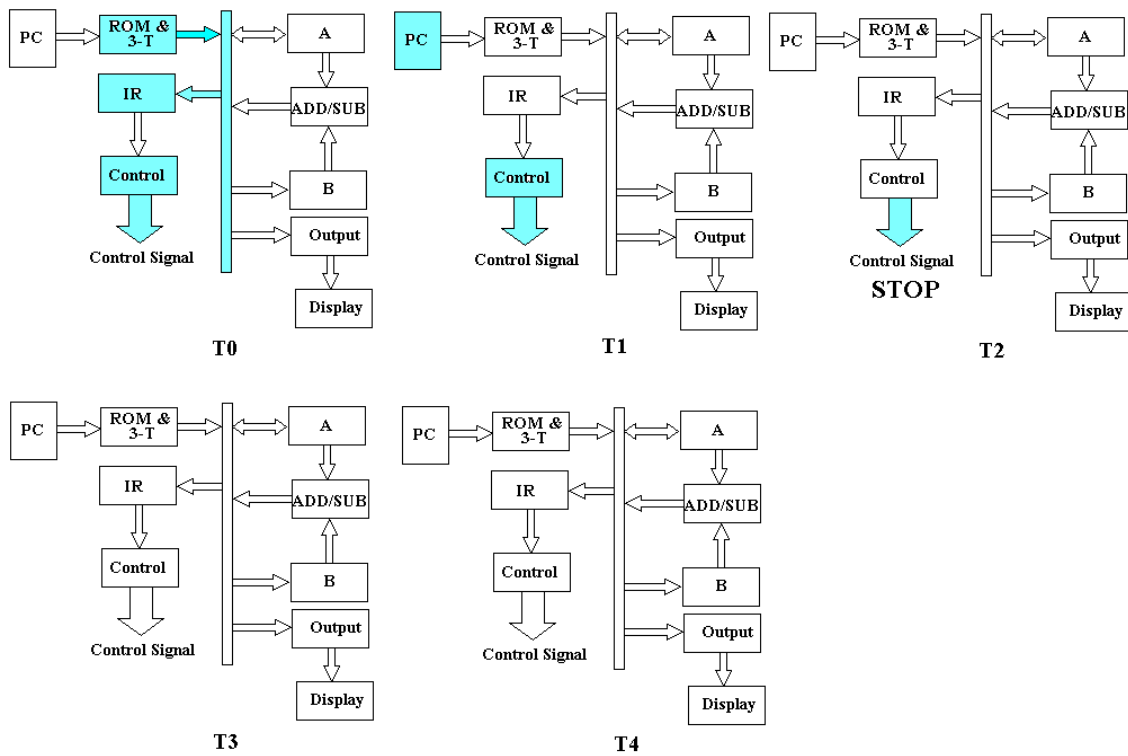 PC
ROM &
3-T
A
IR
ADD/SUB
Control
B
Output
Control Signal
Display
T0
PC
ROM &
3-T
A
IR
ADD/SUB
Control
B
Output
Control Signal
Display
T1
PC
ROM &
3-T
A
IR
ADD/SUB
Control
B
Output
Control Signal
STOP
Display
T2
PC
ROM &
3-T
A
IR
ADD/SUB
Control
B
Output
Control Signal
Display
T3
PC
ROM &
3-T
A
IR
ADD/SUB
Control
B
Output
Control Signal
Display
T4